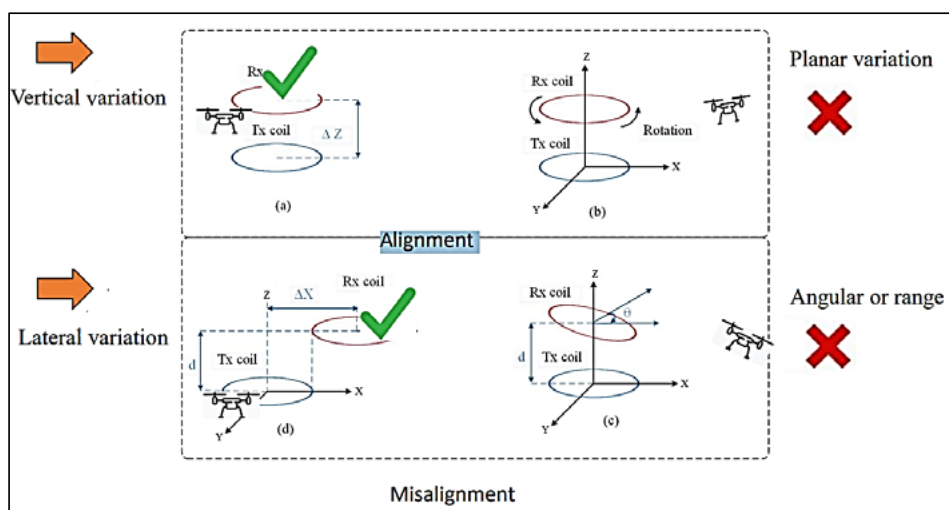 Vertical variation
Rx
Tx coil
Δ Z
(a)
Z
Rx coil
Tx coil
Rotation
X
Y
(b)
Planar variation
Alignment
Lateral variation
Z
ΔX
Rx coil
d
Tx coil
X
Y
(d)
Z
Rx coil
θ
d
Tx coil
X
Y
(c)
Angular or range
Misalignment